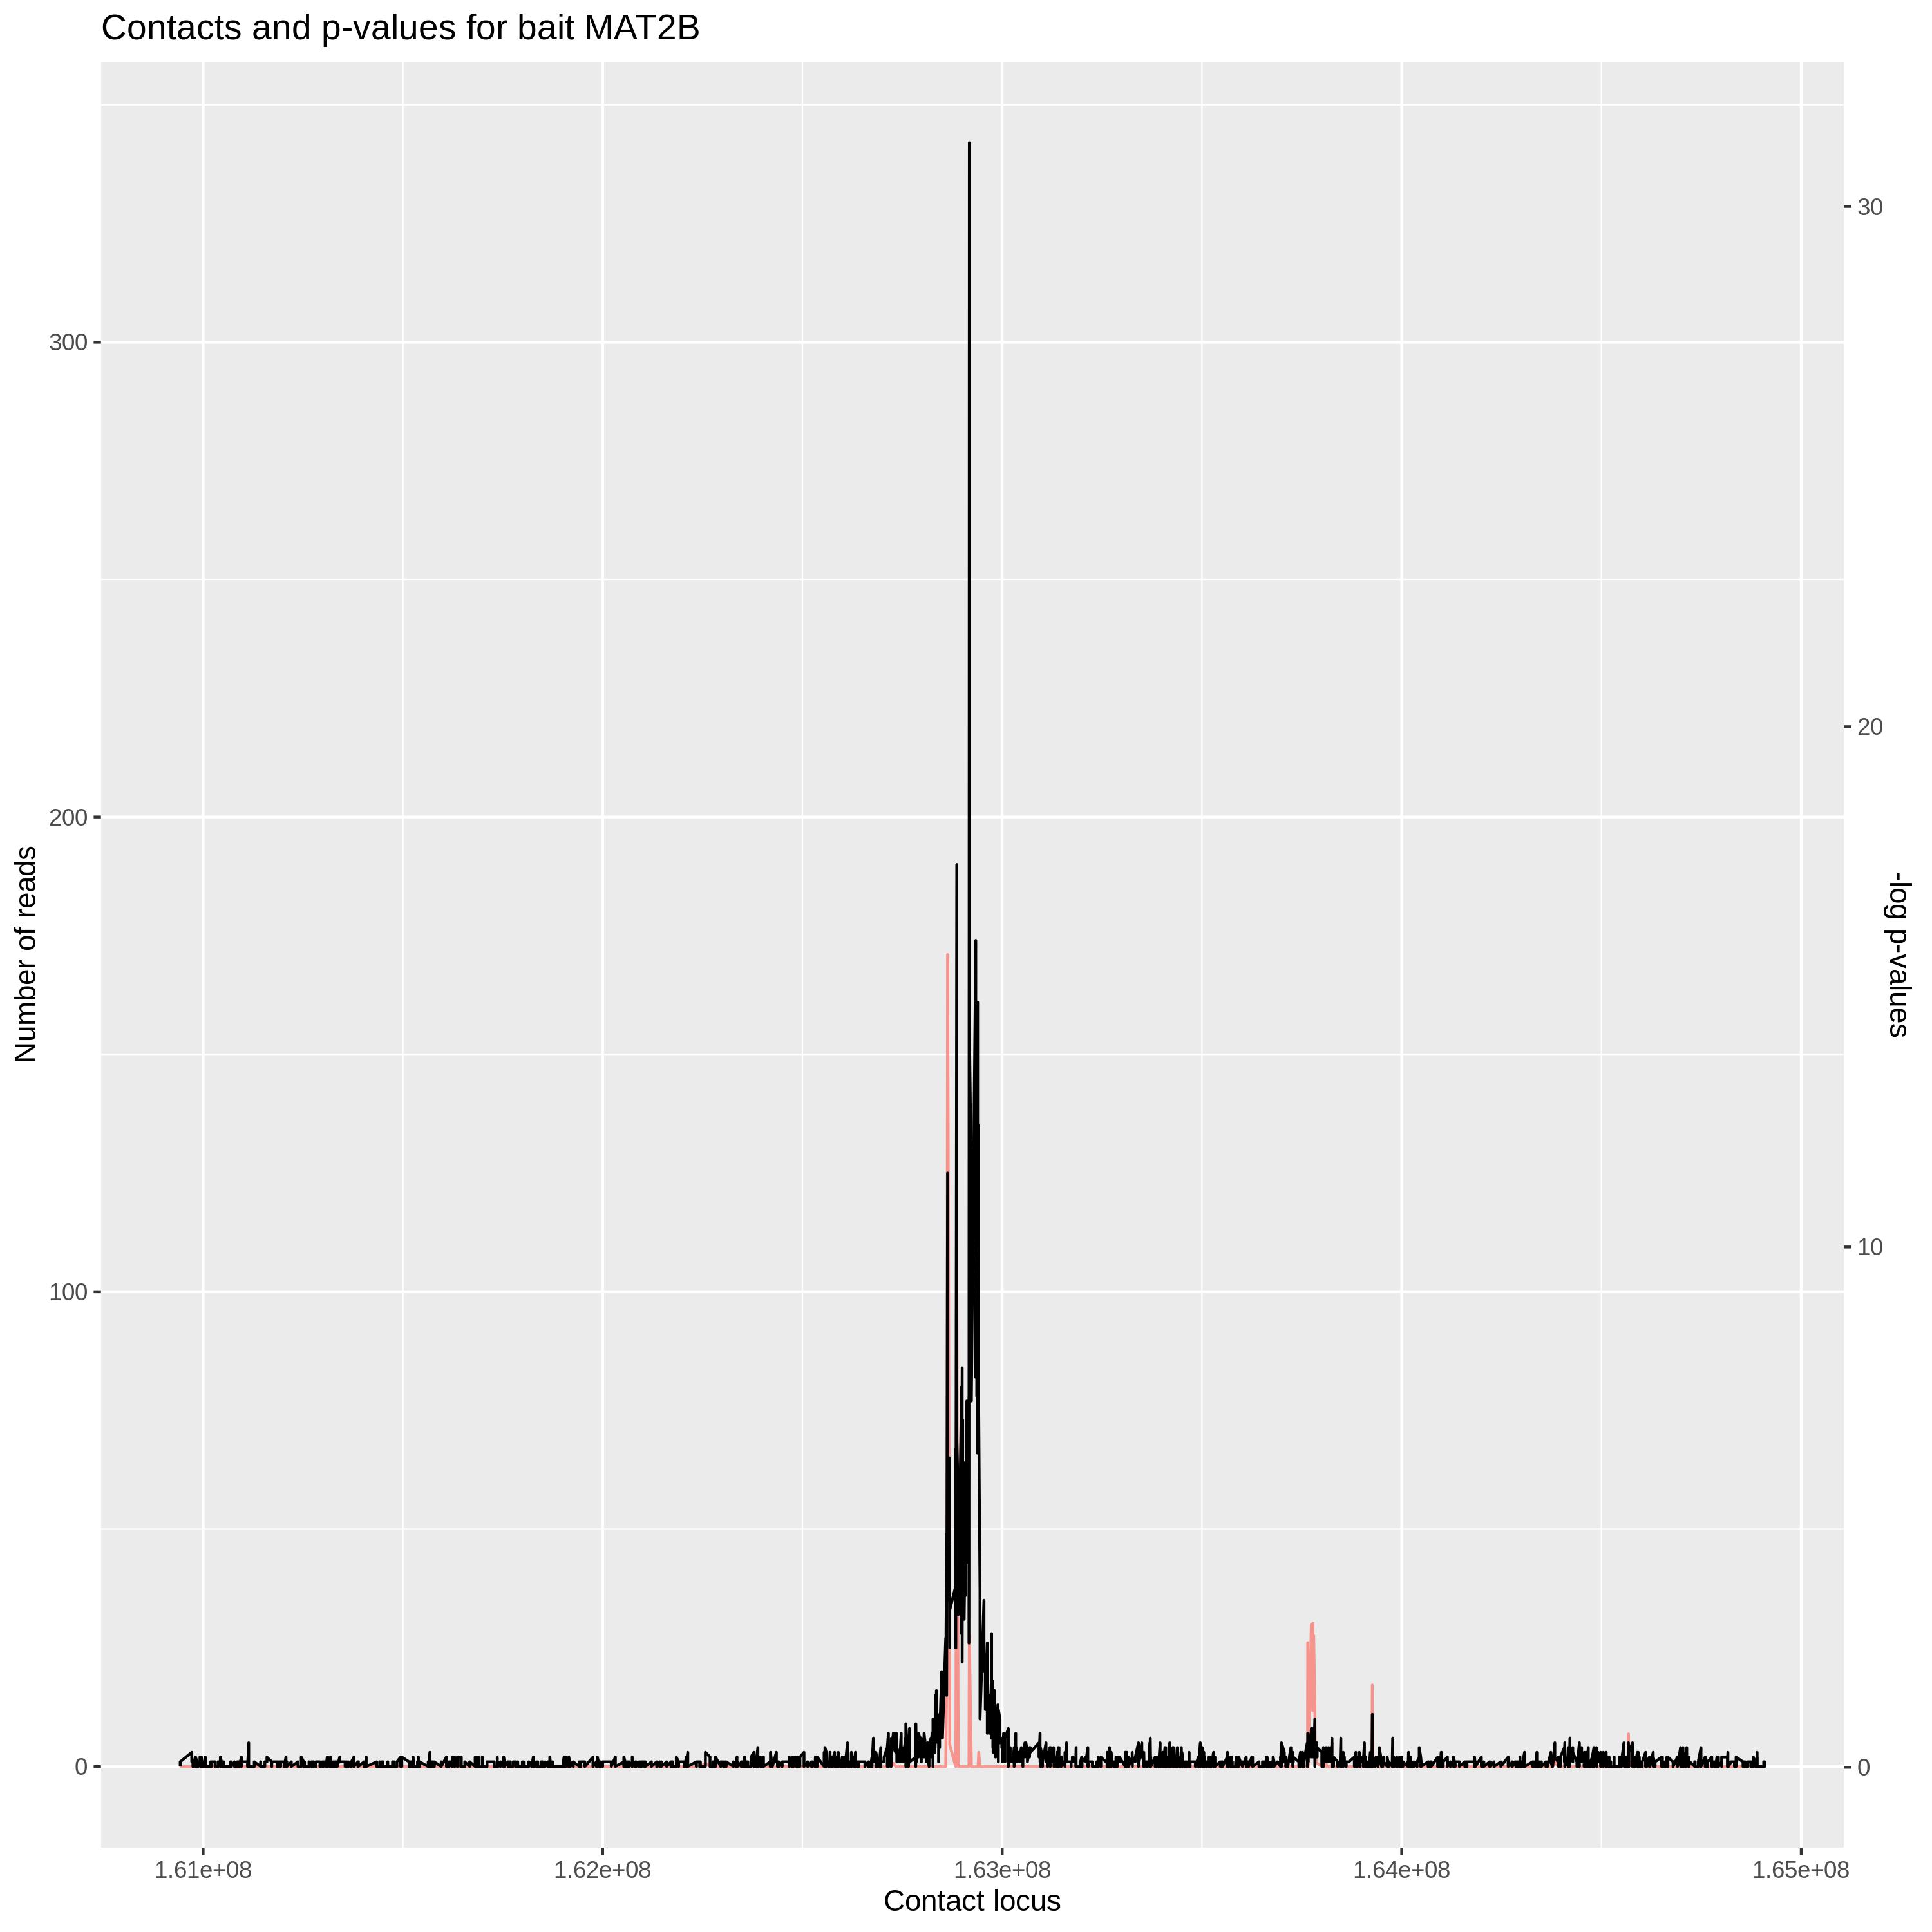 Contacts and p-values for bait MAT2B
Number of reads
300
200
100
0
30
20
10
0
-log p-values
1.61e+08
1.62e+08
1.63e+08
1.64e+08
1.65e+08
Contact locus